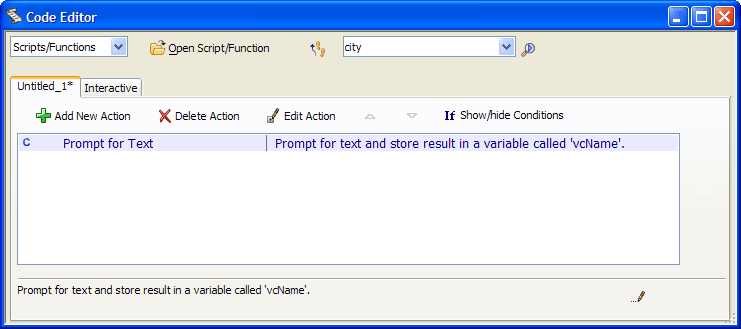 Code Editor
Scripts/Functions Open Script/Function city
Untitled_1* Interactive
Add New Action Delete Action Edit Action If Show/hide Conditions
C Prompt for Text Prompt for text and store result in a variable called 'vcName'.
Prompt for text and store result in a variable called 'vcName'.